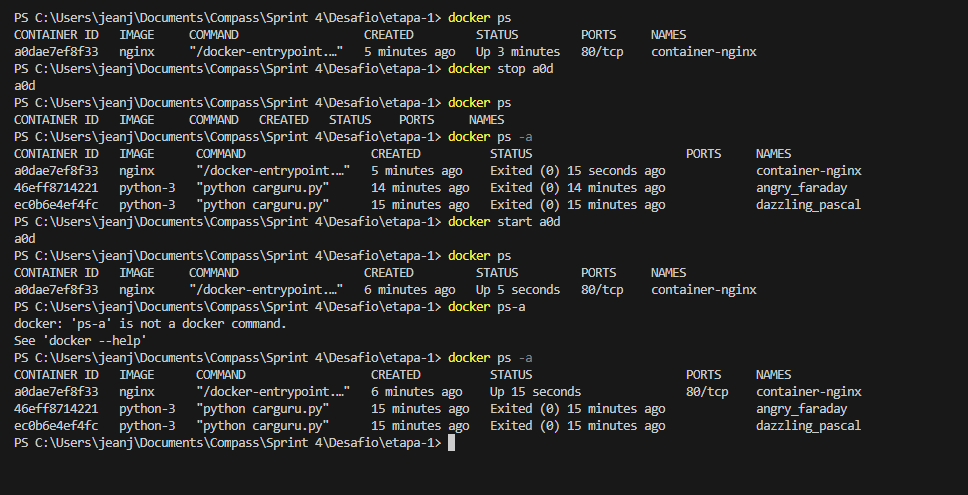 PS C:\Users\jeanj\Documents\Compass\Sprint 4\Desafio\etapa-1> docker ps
CONTAINER ID   IMAGE     COMMAND                  CREATED         STATUS         PORTS     NAMES
a0dae7ef8f33   nginx     "/docker-entrypoint.…"   5 minutes ago   Up 3 minutes   80/tcp    container-nginx
PS C:\Users\jeanj\Documents\Compass\Sprint 4\Desafio\etapa-1> docker stop a0d
a0d
PS C:\Users\jeanj\Documents\Compass\Sprint 4\Desafio\etapa-1> docker ps
CONTAINER ID   IMAGE     COMMAND   CREATED   STATUS    PORTS     NAMES
PS C:\Users\jeanj\Documents\Compass\Sprint 4\Desafio\etapa-1> docker ps -a
CONTAINER ID   IMAGE      COMMAND                  CREATED          STATUS                      PORTS     NAMES
a0dae7ef8f33   nginx      "/docker-entrypoint.…"   5 minutes ago    Exited (0) 15 seconds ago             container-nginx
46eff8714221   python-3   "python carguru.py"      14 minutes ago   Exited (0) 14 minutes ago             angry_faraday
ec0b6e4ef4fc   python-3   "python carguru.py"      15 minutes ago   Exited (0) 15 minutes ago             dazzling_pascal
PS C:\Users\jeanj\Documents\Compass\Sprint 4\Desafio\etapa-1> docker start a0d
a0d
PS C:\Users\jeanj\Documents\Compass\Sprint 4\Desafio\etapa-1> docker ps
CONTAINER ID   IMAGE     COMMAND                  CREATED         STATUS         PORTS     NAMES
a0dae7ef8f33   nginx     "/docker-entrypoint.…"   6 minutes ago   Up 5 seconds   80/tcp    container-nginx
PS C:\Users\jeanj\Documents\Compass\Sprint 4\Desafio\etapa-1> docker ps-a
docker: 'ps-a' is not a docker command.
See 'docker --help'
PS C:\Users\jeanj\Documents\Compass\Sprint 4\Desafio\etapa-1> docker ps -a
CONTAINER ID   IMAGE      COMMAND                  CREATED          STATUS                      PORTS     NAMES
a0dae7ef8f33   nginx      "/docker-entrypoint.…"   6 minutes ago    Up 15 seconds               80/tcp    container-nginx
46eff8714221   python-3   "python carguru.py"      15 minutes ago   Exited (0) 15 minutes ago             angry_faraday
ec0b6e4ef4fc   python-3   "python carguru.py"      15 minutes ago   Exited (0) 15 minutes ago             dazzling_pascal
PS C:\Users\jeanj\Documents\Compass\Sprint 4\Desafio\etapa-1>